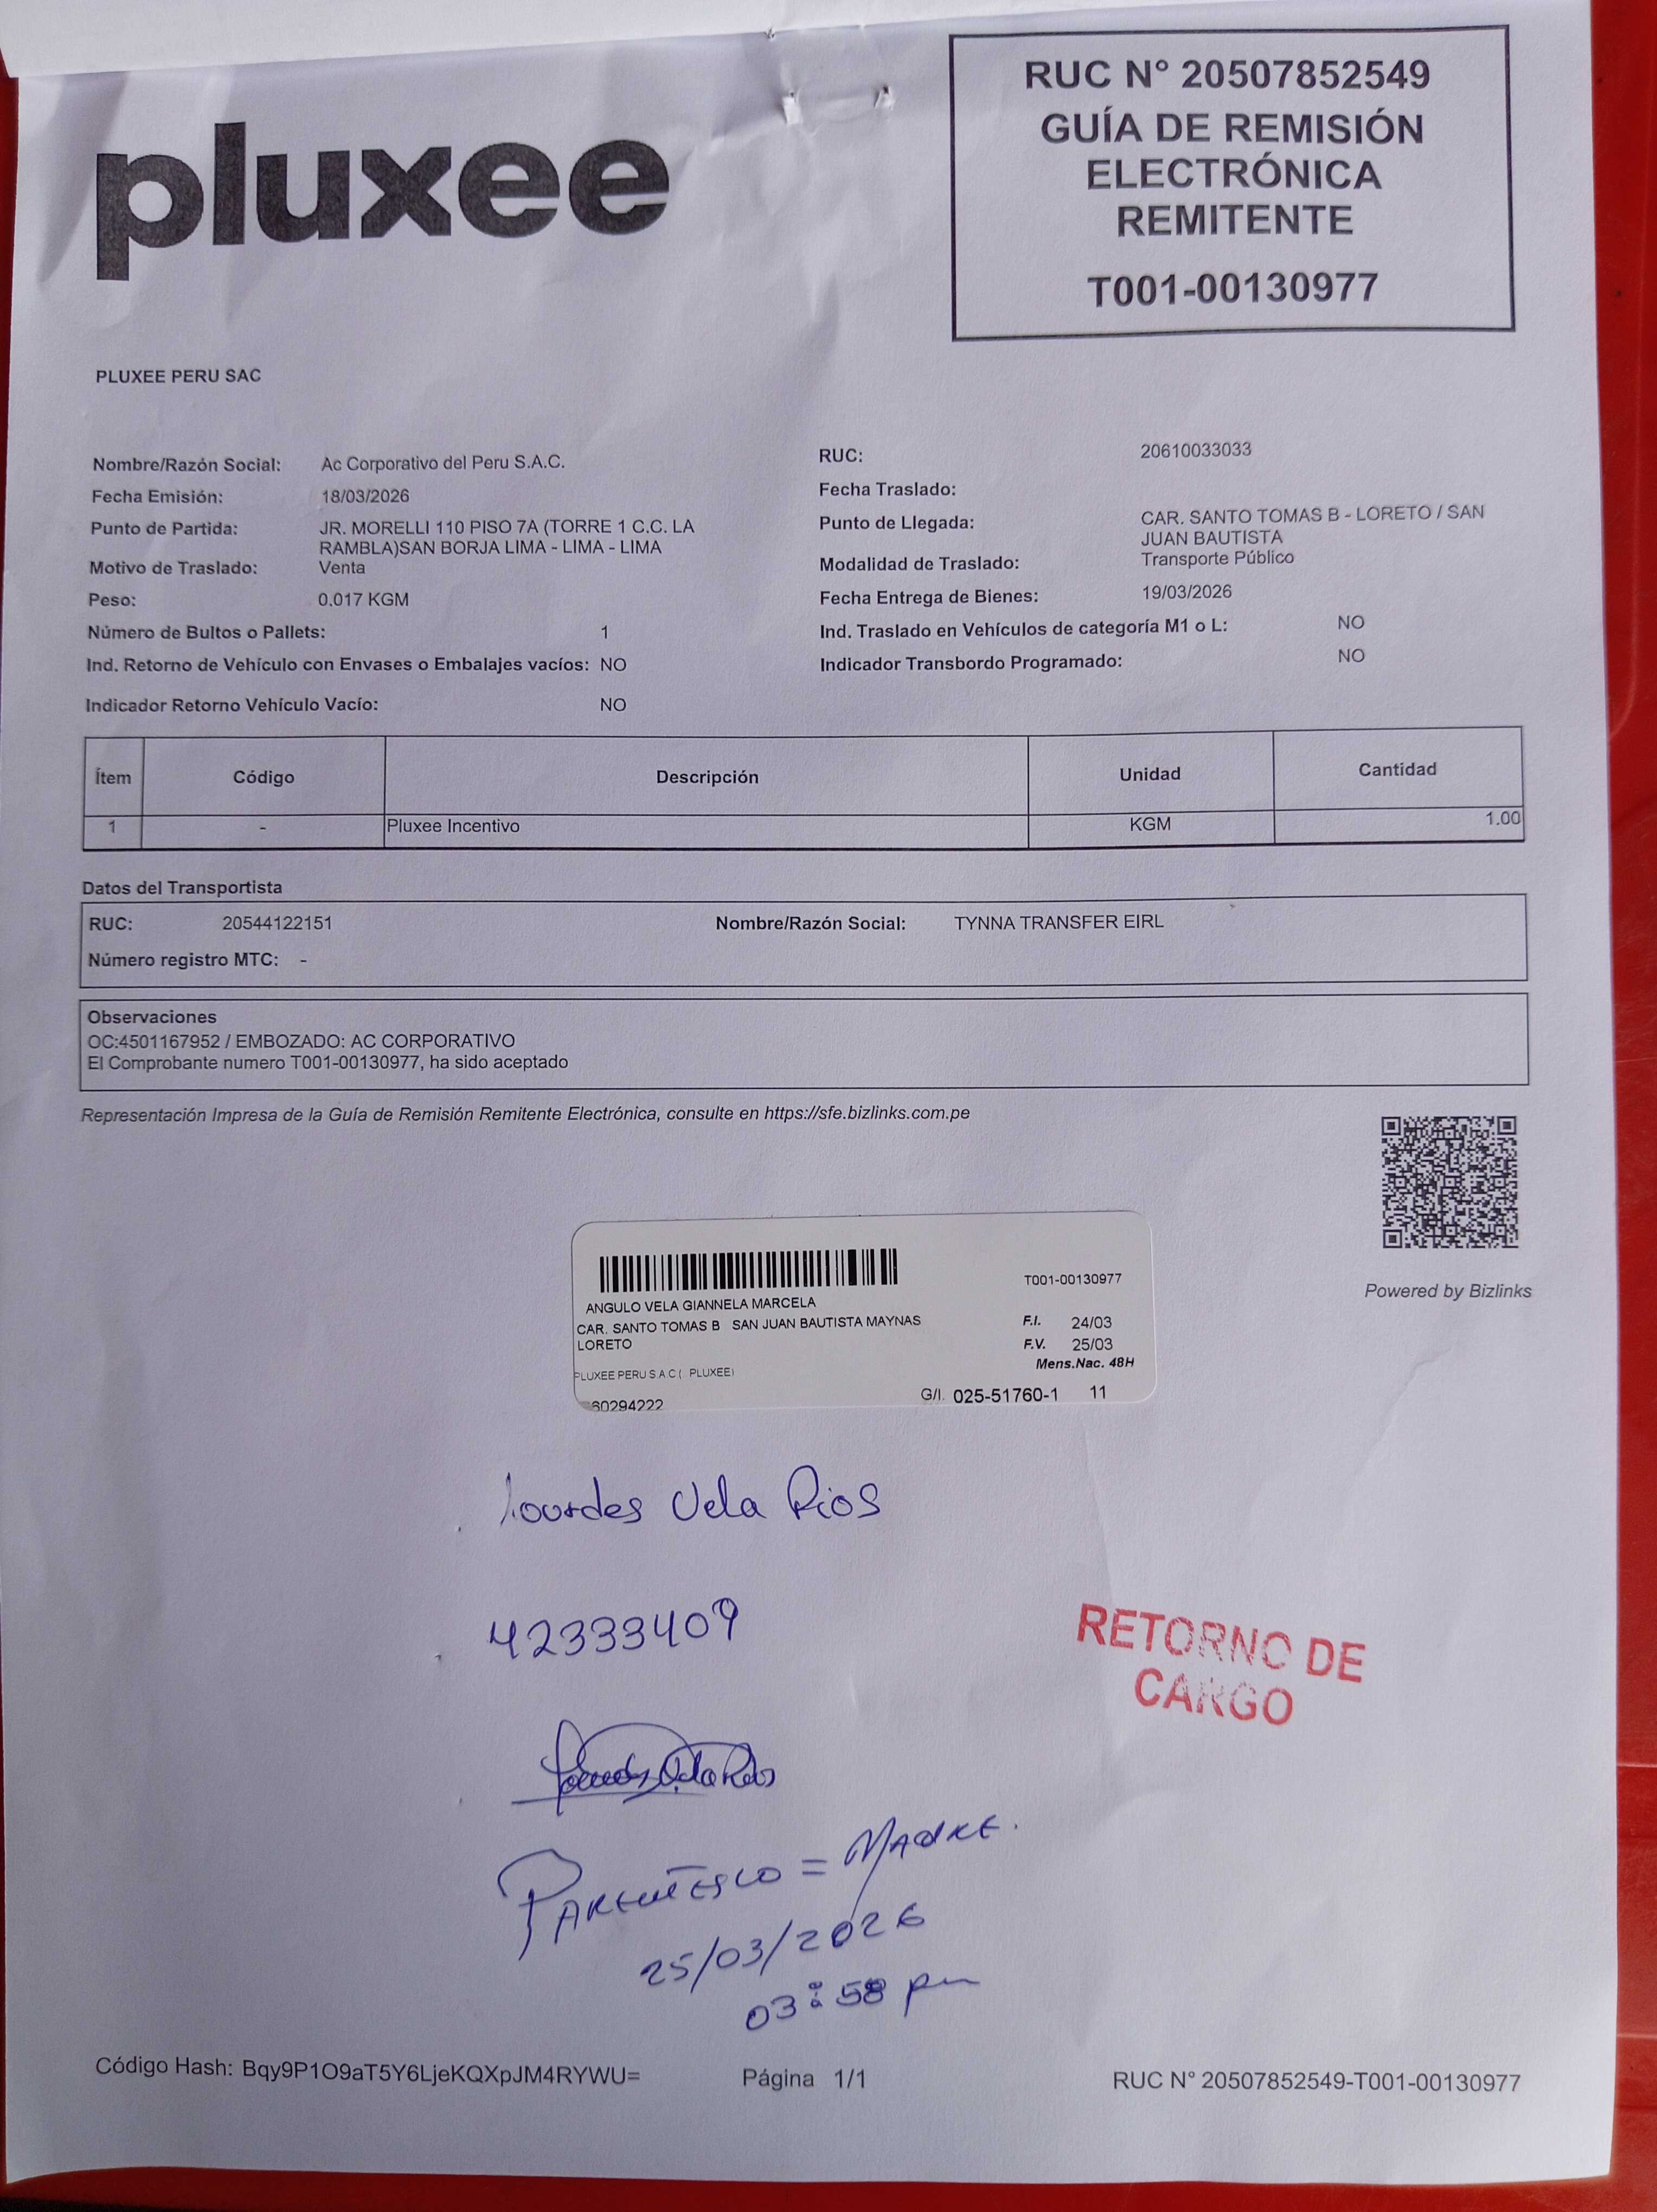 pluxee
RUC N° 20507852549
GUÍA DE REMISIÓN
ELECTRÓNICA
REMITENTE
T001-00130977
PLUXEE PERU SAC
Nombre/Razón Social: Ac Corporativo del Peru S.A.C.
Fecha Emisión: 18/03/2026
Punto de Partida: JR. MORELLI 110 PISO 7A (TORRE 1 C.C. LA
RAMBLA)SAN BORJA LIMA - LIMA - LIMA
Motivo de Traslado: Venta
Peso: 0.017 KGM
Número de Bultos o Pallets: 1
Ind. Retorno de Vehículo con Envases o Embalajes vacíos: NO
Indicador Retorno Vehículo Vacío: NO
RUC: 20610033033
Fecha Traslado:
Punto de Llegada: CAR. SANTO TOMAS B - LORETO / SAN
JUAN BAUTISTA
Modalidad de Traslado: Transporte Público
Fecha Entrega de Bienes: 19/03/2026
Ind. Traslado en Vehículos de categoría M1 o L: NO
Indicador Transbordo Programado: NO
Ítem Código Descripción Unidad Cantidad
1 - Pluxee Incentivo KGM 1.00
Datos del Transportista
RUC: 20544122151 Nombre/Razón Social: TYNNA TRANSFER EIRL
Número registro MTC: -
Observaciones
OC:4501167952 / EMBOZADO: AC CORPORATIVO
El Comprobante numero T001-00130977, ha sido aceptado
Representación Impresa de la Guía de Remisión Remitente Electrónica, consulte en https://sfe.bizlinks.com.pe
Powered by Bizlinks
T001-00130977
ANGULO VELA GIANNELA MARCELA
CAR. SANTO TOMAS B SAN JUAN BAUTISTA MAYNAS
LORETO
F.I. 24/03
F.V. 25/03
Mens.Nac. 48H
PLUXEE PERU S A C ( PLUXEE)
60294222
G/I. 025-51760-1 11
Lourdes Vela Rios
42333409
RETORNO DE
CARGO
Lourdes Vela Rios
PARENTESCO = MADRE.
25/03/2026
03:58 pm
Código Hash: Bqy9P1O9aT5Y6LjeKQXpJM4RYWU=
Página 1/1
RUC N° 20507852549-T001-00130977